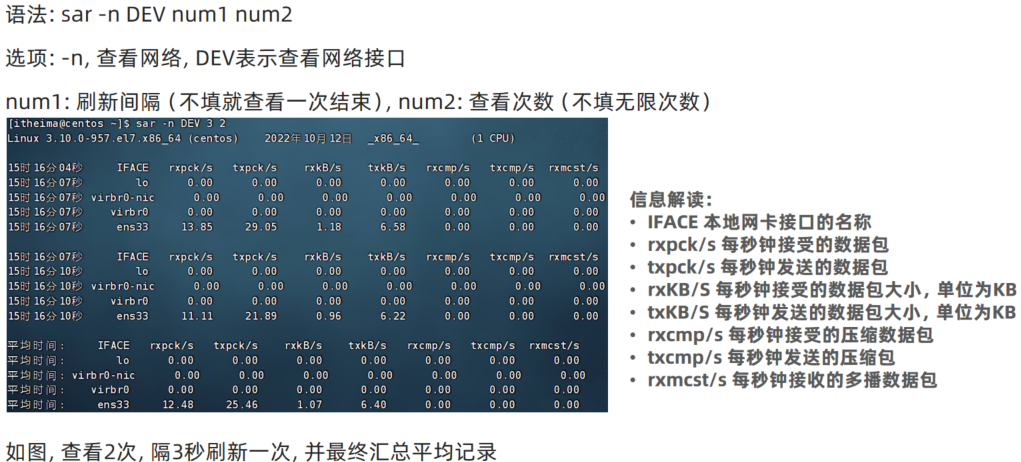 语法: sar -n DEV num1 num2
选项: -n, 查看网络, DEV表示查看网络接口
num1: 刷新间隔（不填就查看一次结束）, num2: 查看次数（不填无限次数）
[itheima@centos ~]$ sar -n DEV 3 2
Linux 3.10.0-957.el7.x86_64 (centos) 2022年10月12日 _x86_64_ (1 CPU)
15时16分04秒 IFACE rxpck/s txpck/s rxkB/s txkB/s rxcmp/s txcmp/s rxmcst/s
15时16分07秒 lo 0.00 0.00 0.00 0.00 0.00 0.00 0.00
15时16分07秒 virbr0-nic 0.00 0.00 0.00 0.00 0.00 0.00 0.00
15时16分07秒 virbr0 0.00 0.00 0.00 0.00 0.00 0.00 0.00
15时16分07秒 ens33 13.85 29.05 1.18 6.58 0.00 0.00 0.00
15时16分07秒 IFACE rxpck/s txpck/s rxkB/s txkB/s rxcmp/s txcmp/s rxmcst/s
15时16分10秒 lo 0.00 0.00 0.00 0.00 0.00 0.00 0.00
15时16分10秒 virbr0-nic 0.00 0.00 0.00 0.00 0.00 0.00 0.00
15时16分10秒 virbr0 0.00 0.00 0.00 0.00 0.00 0.00 0.00
15时16分10秒 ens33 11.11 21.89 0.96 6.22 0.00 0.00 0.00
平均时间: IFACE rxpck/s txpck/s rxkB/s txkB/s rxcmp/s txcmp/s rxmcst/s
平均时间: lo 0.00 0.00 0.00 0.00 0.00 0.00 0.00
平均时间: virbr0-nic 0.00 0.00 0.00 0.00 0.00 0.00 0.00
平均时间: virbr0 0.00 0.00 0.00 0.00 0.00 0.00 0.00
平均时间: ens33 12.48 25.46 1.07 6.40 0.00 0.00 0.00
信息解读:
• IFACE 本地网卡接口的名称
• rxpck/s 每秒钟接受的数据包
• txpck/s 每秒钟发送的数据包
• rxKB/S 每秒钟接受的数据包大小, 单位为KB
• txKB/S 每秒钟发送的数据包大小, 单位为KB
• rxcmp/s 每秒钟接受的压缩数据包
• txcmp/s 每秒钟发送的压缩包
• rxmcst/s 每秒钟接收的多播数据包
如图, 查看2次, 隔3秒刷新一次, 并最终汇总平均记录